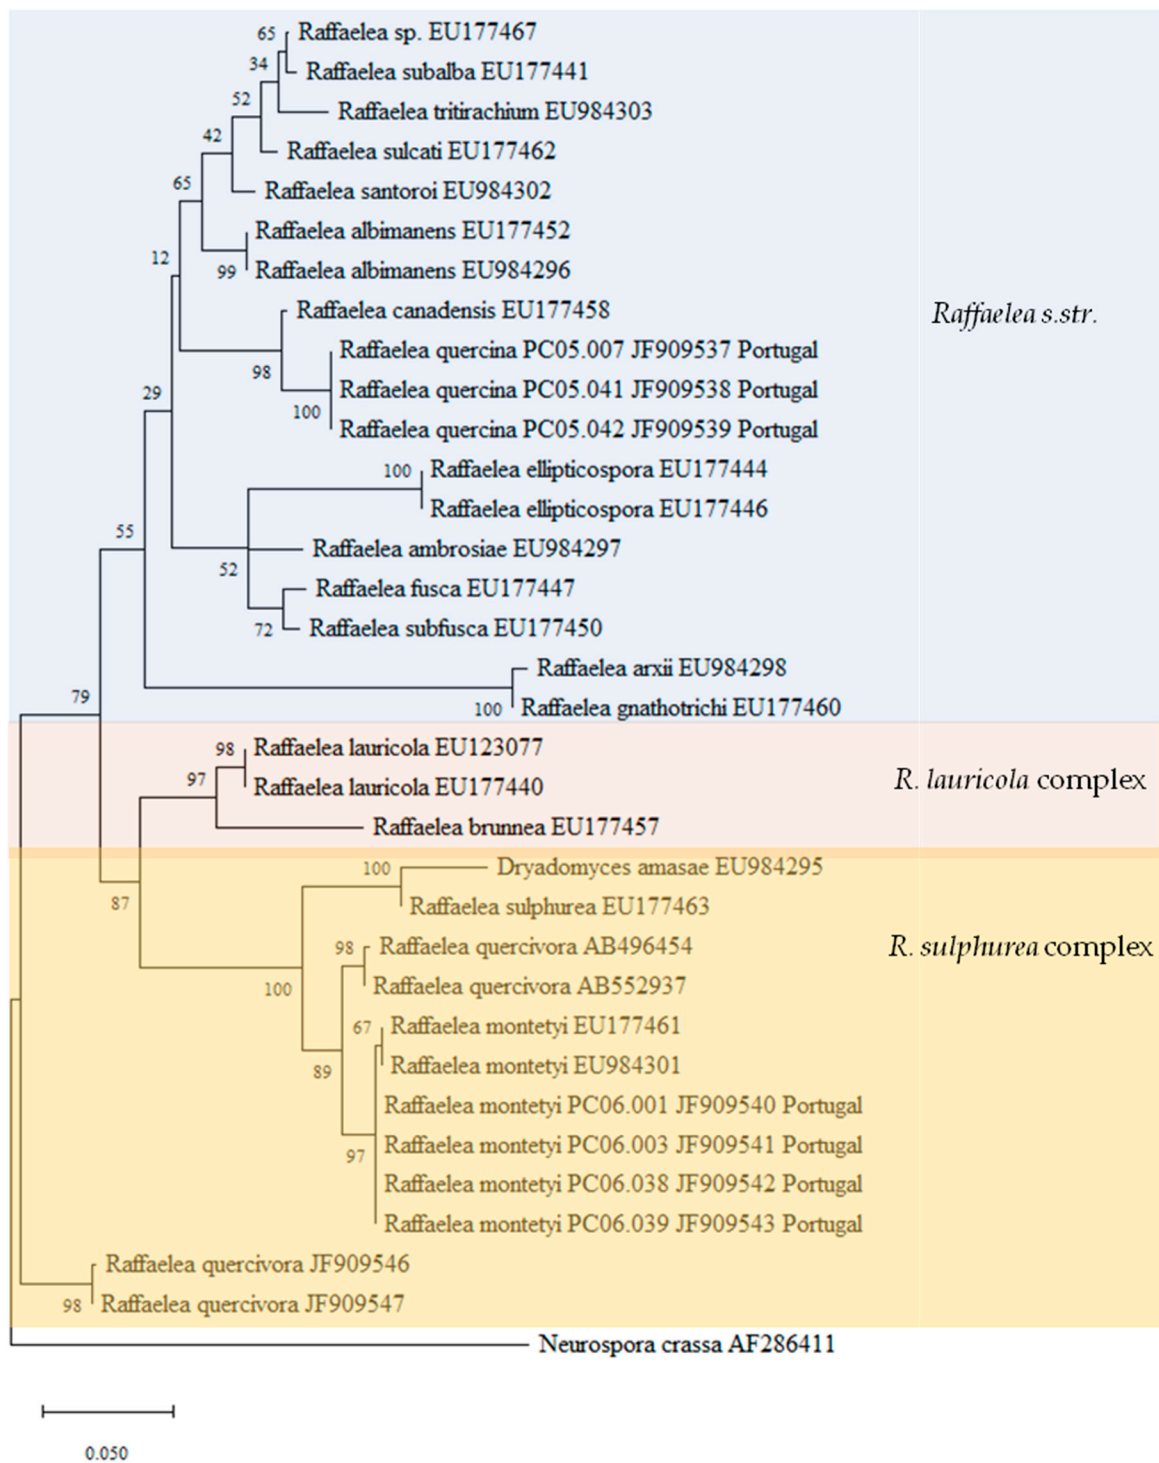 65
Raffaelea sp. EU177467
34
Raffaelea subalba EU177441
52
Raffaelea tritirachium EU984303
42
Raffaelea sulcati EU177462
65
Raffaelea santoroi EU984302
Raffaelea albimanens EU177452
12
99
Raffaelea albimanens EU984296
Raffaelea canadensis EU177458
Raffaelea s.str.
Raffaelea quercina PC05.007 JF909537 Portugal
98
29
Raffaelea quercina PC05.041 JF909538 Portugal
100
Raffaelea quercina PC05.042 JF909539 Portugal
100
Raffaelea ellipticospora EU177444
Raffaelea ellipticospora EU177446
55
Raffaelea ambrosiae EU984297
52
Raffaelea fusca EU177447
72
Raffaelea subfusca EU177450
Raffaelea arxii EU984298
79
100
Raffaelea gnathotrichi EU177460
98
Raffaelea lauricola EU123077
97
Raffaelea lauricola EU177440
R. lauricola complex
Raffaelea brunnea EU177457
100
Dryadomyces amasae EU984295
87
Raffaelea sulphurea EU177463
98
Raffaelea quercivora AB496454
R. sulphurea complex
100
Raffaelea quercivora AB552937
67
Raffaelea montetyi EU177461
89
Raffaelea montetyi EU984301
Raffaelea montetyi PC06.001 JF909540 Portugal
Raffaelea montetyi PC06.003 JF909541 Portugal
97
Raffaelea montetyi PC06.038 JF909542 Portugal
Raffaelea montetyi PC06.039 JF909543 Portugal
Raffaelea quercivora JF909546
98
Raffaelea quercivora JF909547
Neurospora crassa AF286411
0.050